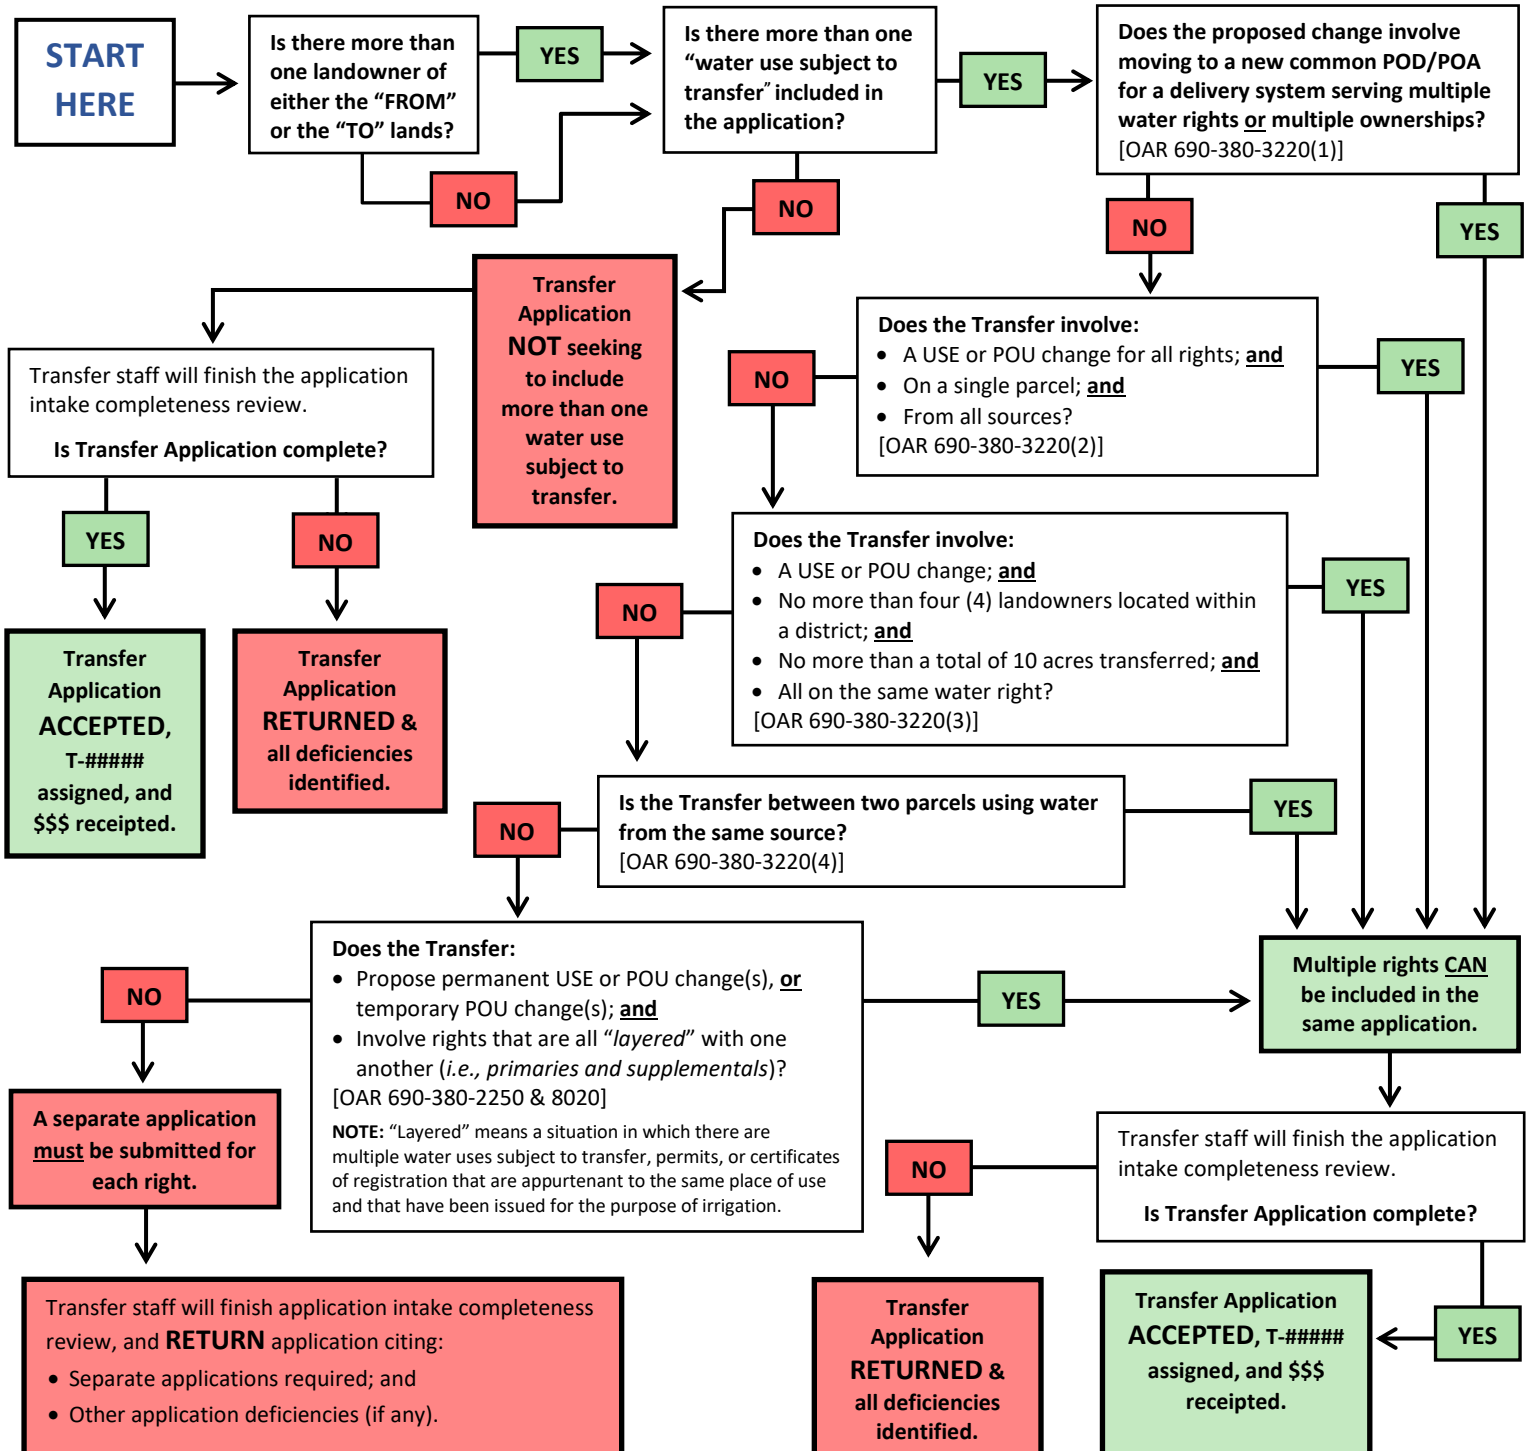 START
HERE
Is there more than
one landowner of
either the “FROM”
or the “TO” lands?
YES
NO
Is there more than one
“water use subject to
transfer” included in
the application?
YES
NO
Does the proposed change involve
moving to a new common POD/POA
for a delivery system serving multiple
water rights or multiple ownerships?
[OAR 690-380-3220(1)]
NO
YES
Transfer
Application
NOT seeking
to include
more than one
water use
subject to
transfer.
Transfer staff will finish the application
intake completeness review.
Is Transfer Application complete?
YES
NO
Transfer
Application
ACCEPTED,
T-#####
assigned, and
$$$ receipted.
Transfer
Application
RETURNED &
all deficiencies
identified.
Does the Transfer involve:
• A USE or POU change for all rights; and
• On a single parcel; and
• From all sources?
[OAR 690-380-3220(2)]
NO
YES
Does the Transfer involve:
• A USE or POU change; and
• No more than four (4) landowners located within
a district; and
• No more than a total of 10 acres transferred; and
• All on the same water right?
[OAR 690-380-3220(3)]
NO
YES
Is the Transfer between two parcels using water
from the same source?
[OAR 690-380-3220(4)]
NO
YES
Does the Transfer:
• Propose permanent USE or POU change(s), or
temporary POU change(s); and
• Involve rights that are all “layered” with one
another (i.e., primaries and supplementals)?
[OAR 690-380-2250 & 8020]
NOTE: “Layered” means a situation in which there are
multiple water uses subject to transfer, permits, or certificates
of registration that are appurtenant to the same place of use
and that have been issued for the purpose of irrigation.
NO
YES
A separate application
must be submitted for
each right.
Transfer staff will finish application intake completeness
review, and RETURN application citing:
• Separate applications required; and
• Other application deficiencies (if any).
Multiple rights CAN
be included in the
same application.
Transfer staff will finish the application
intake completeness review.
Is Transfer Application complete?
NO
YES
Transfer
Application
RETURNED &
all deficiencies
identified.
Transfer Application
ACCEPTED, T-#####
assigned, and $$$
receipted.